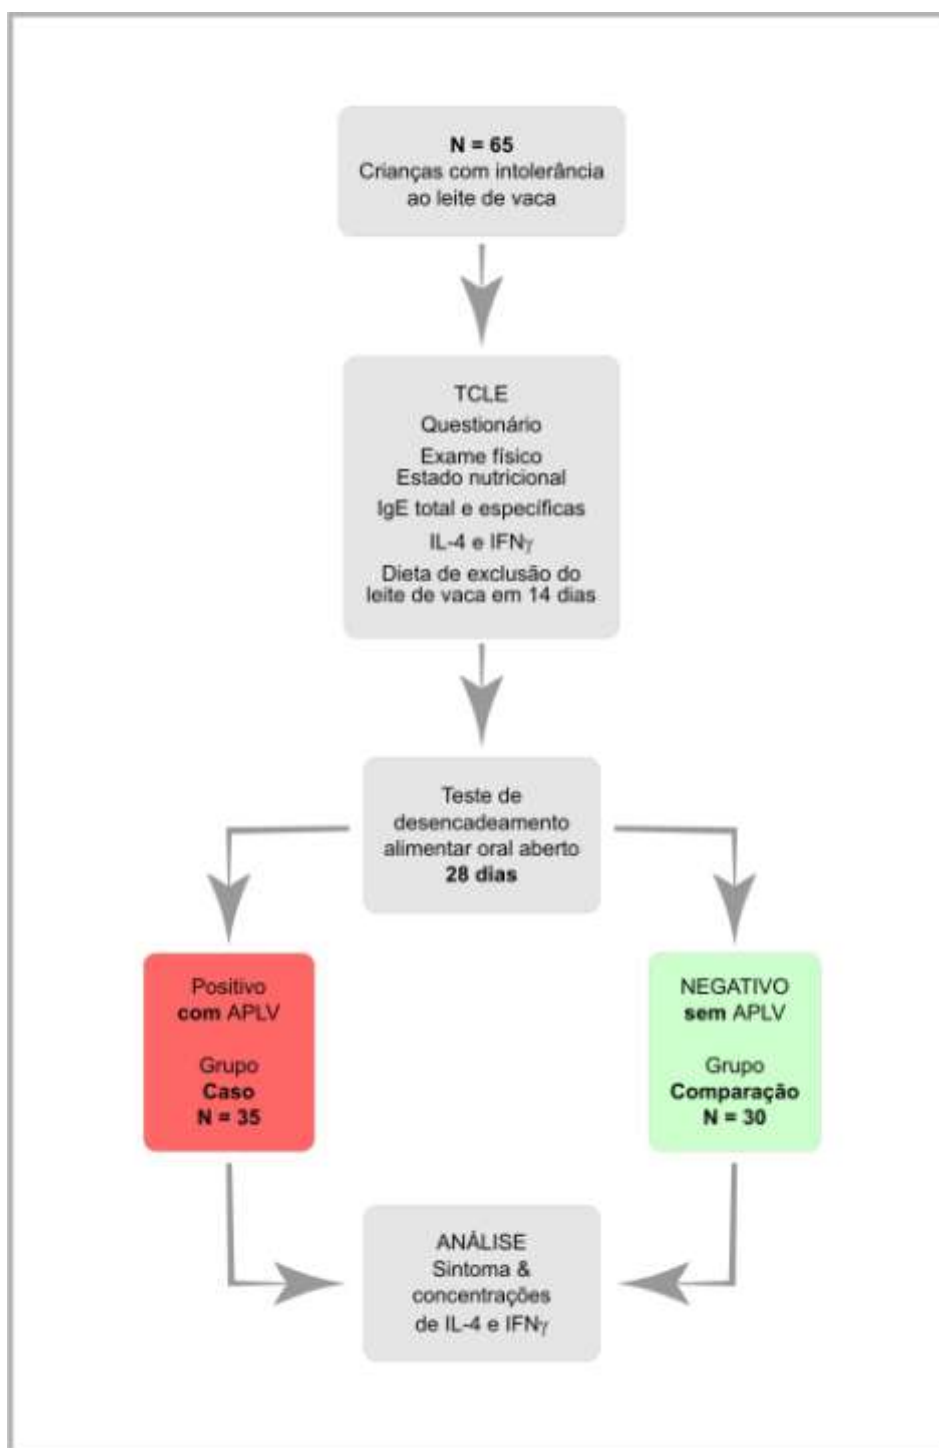 N = 65
Crianças com intolerância
ao leite de vaca
TCLE
Questionário
Exame físico
Estado nutricional
IgE total e específicas
IL-4 e IFNγ
Dieta de exclusão do
leite de vaca em 14 dias
Teste de
desencadeamento
alimentar oral aberto
28 dias
Positivo
com APLV
Grupo
Caso
N = 35
NEGATIVO
sem APLV
Grupo
Comparação
N = 30
ANÁLISE
Sintoma &
concentrações
de IL-4 e IFNγ